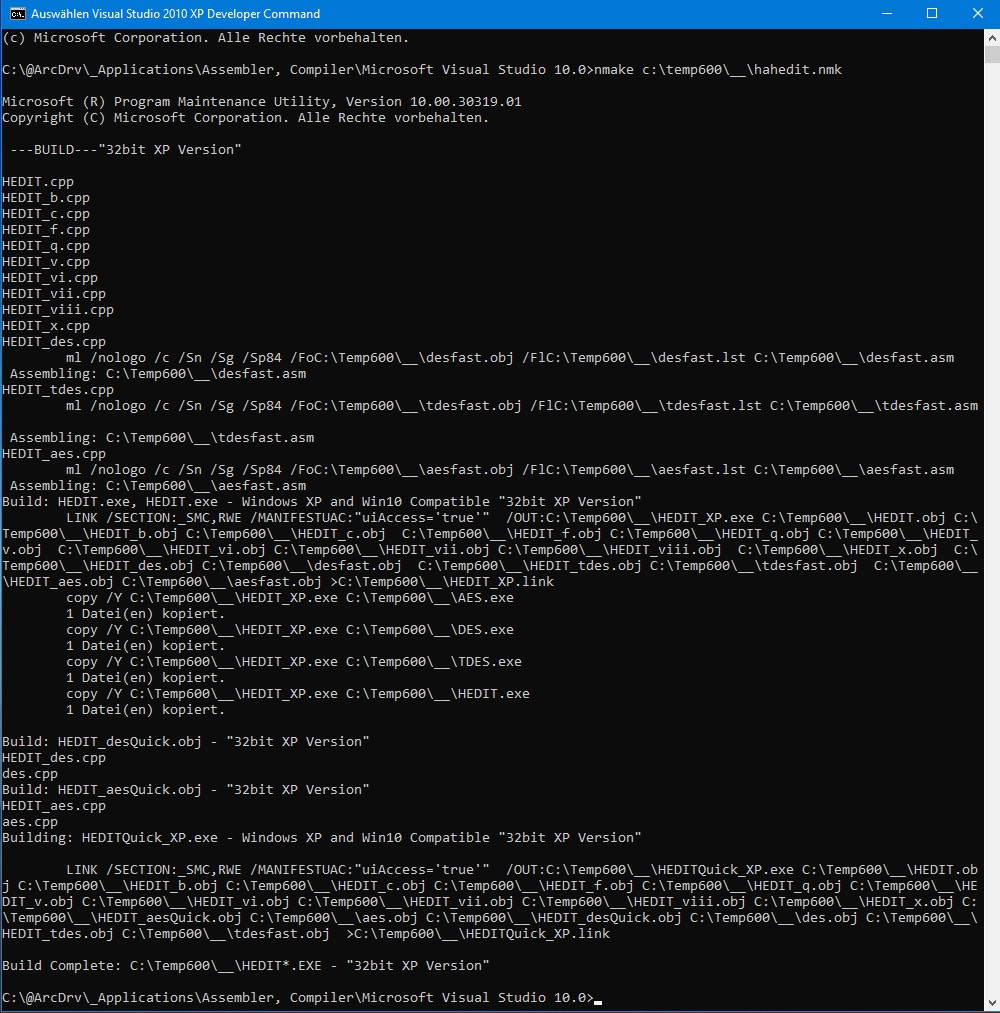 Auswählen Visual Studio 2010 XP Developer Command
(c) Microsoft Corporation. Alle Rechte vorbehalten.
C:\@ArcDrv\_Applications\Assembler, Compiler\Microsoft Visual Studio 10.0>nmake c:\temp600\__\hahedit.nmk
Microsoft (R) Program Maintenance Utility, Version 10.00.30319.01
Copyright (C) Microsoft Corporation. Alle Rechte vorbehalten.
---BUILD---"32bit XP Version"
HEDIT.cpp
HEDIT_b.cpp
HEDIT_c.cpp
HEDIT_f.cpp
HEDIT_q.cpp
HEDIT_v.cpp
HEDIT_vi.cpp
HEDIT_vii.cpp
HEDIT_viii.cpp
HEDIT_x.cpp
HEDIT_des.cpp
ml /nologo /c /Sn /Sg /Sp84 /FoC:\Temp600\__\desfast.obj /FlC:\Temp600\__\desfast.lst C:\Temp600\__\desfast.asm
Assembling: C:\Temp600\__\desfast.asm
HEDIT_tdes.cpp
ml /nologo /c /Sn /Sg /Sp84 /FoC:\Temp600\__\tdesfast.obj /FlC:\Temp600\__\tdesfast.lst C:\Temp600\__\tdesfast.asm
Assembling: C:\Temp600\__\tdesfast.asm
HEDIT_aes.cpp
ml /nologo /c /Sn /Sg /Sp84 /FoC:\Temp600\__\aesfast.obj /FlC:\Temp600\__\aesfast.lst C:\Temp600\__\aesfast.asm
Assembling: C:\Temp600\__\aesfast.asm
Build: HEDIT.exe, HEDIT.exe - Windows XP and Win10 Compatible "32bit XP Version"
LINK /SECTION:_SMC,RWE /MANIFESTUAC:"uiAccess='true'"  /OUT:C:\Temp600\__\HEDIT_XP.exe C:\Temp600\__\HEDIT.obj C:\
Temp600\__\HEDIT_b.obj C:\Temp600\__\HEDIT_c.obj  C:\Temp600\__\HEDIT_f.obj C:\Temp600\__\HEDIT_q.obj C:\Temp600\__\HEDIT_
v.obj  C:\Temp600\__\HEDIT_vi.obj C:\Temp600\__\HEDIT_vii.obj C:\Temp600\__\HEDIT_viii.obj  C:\Temp600\__\HEDIT_x.obj  C:\
Temp600\__\HEDIT_des.obj C:\Temp600\__\desfast.obj  C:\Temp600\__\HEDIT_tdes.obj C:\Temp600\__\tdesfast.obj  C:\Temp600\__
\HEDIT_aes.obj C:\Temp600\__\aesfast.obj >C:\Temp600\__\HEDIT_XP.link
copy /Y C:\Temp600\__\HEDIT_XP.exe C:\Temp600\__\AES.exe
1 Datei(en) kopiert.
copy /Y C:\Temp600\__\HEDIT_XP.exe C:\Temp600\__\DES.exe
1 Datei(en) kopiert.
copy /Y C:\Temp600\__\HEDIT_XP.exe C:\Temp600\__\TDES.exe
1 Datei(en) kopiert.
copy /Y C:\Temp600\__\HEDIT_XP.exe C:\Temp600\__\HEDIT.exe
1 Datei(en) kopiert.
Build: HEDIT_desQuick.obj - "32bit XP Version"
HEDIT_des.cpp
des.cpp
Build: HEDIT_aesQuick.obj - "32bit XP Version"
HEDIT_aes.cpp
aes.cpp
Building: HEDITQuick_XP.exe - Windows XP and Win10 Compatible "32bit XP Version"
LINK /SECTION:_SMC,RWE /MANIFESTUAC:"uiAccess='true'"  /OUT:C:\Temp600\__\HEDITQuick_XP.exe C:\Temp600\__\HEDIT.ob
j C:\Temp600\__\HEDIT_b.obj C:\Temp600\__\HEDIT_c.obj C:\Temp600\__\HEDIT_f.obj C:\Temp600\__\HEDIT_q.obj C:\Temp600\__\HE
DIT_v.obj C:\Temp600\__\HEDIT_vi.obj C:\Temp600\__\HEDIT_vii.obj C:\Temp600\__\HEDIT_viii.obj C:\Temp600\__\HEDIT_x.obj C:
\Temp600\__\HEDIT_aesQuick.obj C:\Temp600\__\aes.obj C:\Temp600\__\HEDIT_desQuick.obj C:\Temp600\__\des.obj C:\Temp600\__\
HEDIT_tdes.obj C:\Temp600\__\tdesfast.obj  >C:\Temp600\__\HEDITQuick_XP.link
Build Complete: C:\Temp600\__\HEDIT*.EXE - "32bit XP Version"
C:\@ArcDrv\_Applications\Assembler, Compiler\Microsoft Visual Studio 10.0>